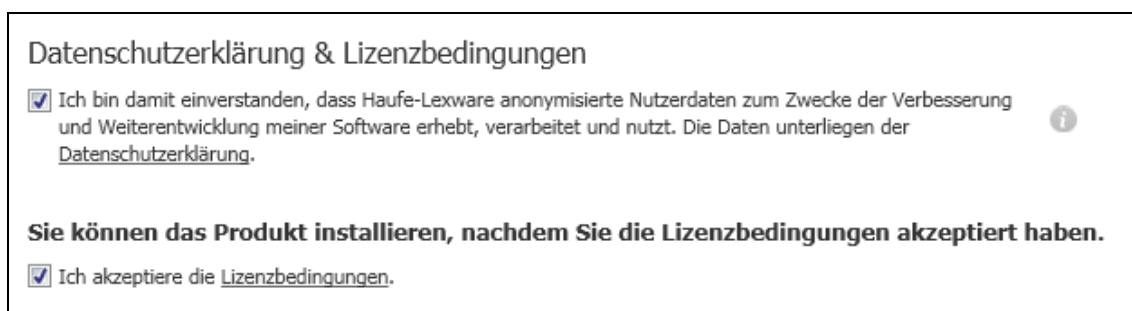 Datenschutzerklärung & Lizenzbedingungen
Ich bin damit einverstanden, dass Haufe-Lexware anonymisierte Nutzerdaten zum Zwecke der Verbesserung
und Weiterentwicklung meiner Software erhebt, verarbeitet und nutzt. Die Daten unterliegen der
Datenschutzerklärung.
Sie können das Produkt installieren, nachdem Sie die Lizenzbedingungen akzeptiert haben.
Ich akzeptiere die Lizenzbedingungen.